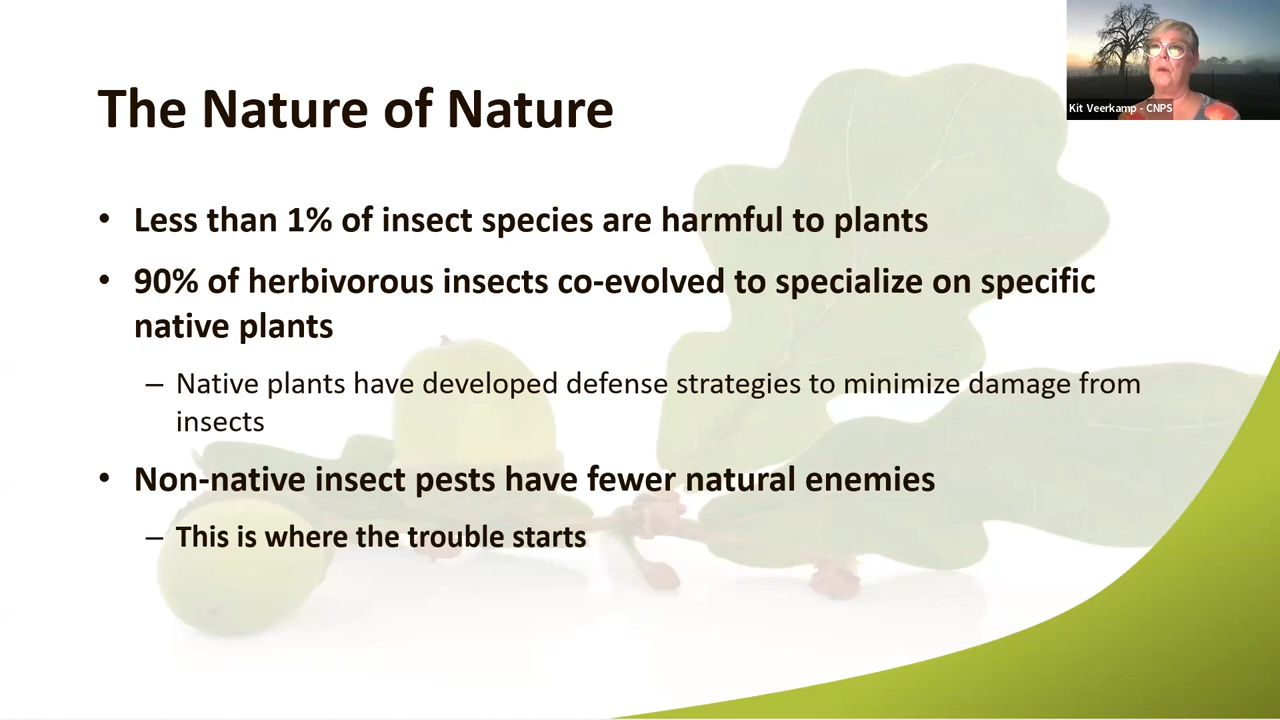 The Nature of Nature
Kit Veerkamp - CNPS
• Less than 1% of insect species are harmful to plants
• 90% of herbivorous insects co-evolved to specialize on specific
native plants
– Native plants have developed defense strategies to minimize damage from
insects
• Non-native insect pests have fewer natural enemies
– This is where the trouble starts